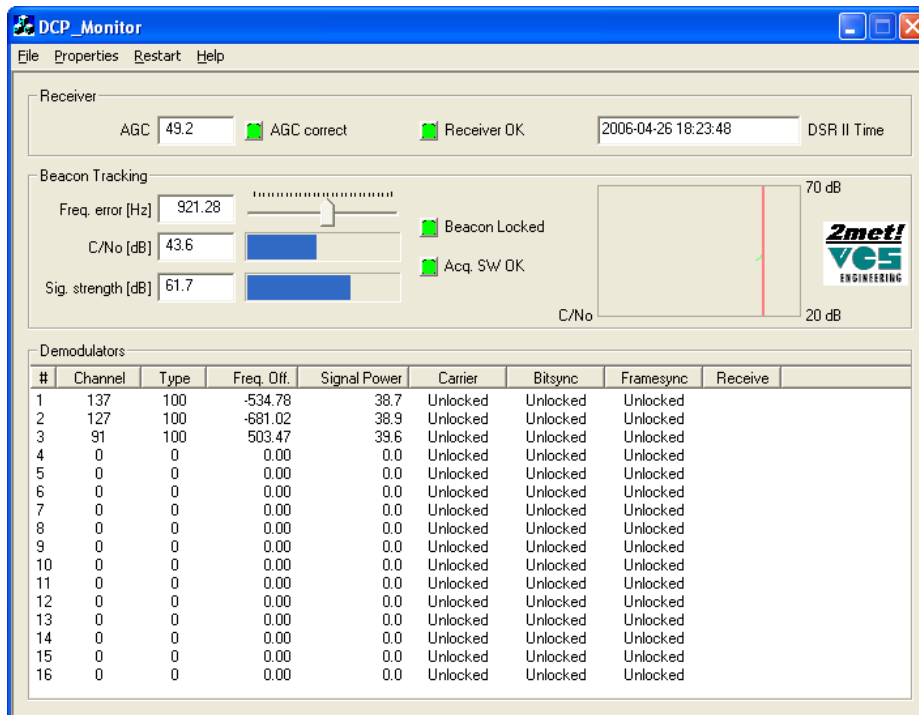 DCP_Monitor
File Properties Restart Help
Receiver
AGC 49.2 AGC correct Receiver OK 2006-04-26 18:23:48 DSR II Time
Beacon Tracking
70 dB
Freq. error [Hz] 921.28
Beacon Locked
C/No [dB] 43.6
2met!
VCS
ENGINEERING
Acq. SW OK
Sig. strength [dB] 61.7
C/No 20 dB
Demodulators
# Channel Type Freq. Off. Signal Power Carrier Bitsync Framesync Receive
1 137 100 -534.78 38.7 Unlocked Unlocked Unlocked
2 127 100 -681.02 38.9 Unlocked Unlocked Unlocked
3 91 100 503.47 39.6 Unlocked Unlocked Unlocked
4 0 0 0.00 0.0 Unlocked Unlocked Unlocked
5 0 0 0.00 0.0 Unlocked Unlocked Unlocked
6 0 0 0.00 0.0 Unlocked Unlocked Unlocked
7 0 0 0.00 0.0 Unlocked Unlocked Unlocked
8 0 0 0.00 0.0 Unlocked Unlocked Unlocked
9 0 0 0.00 0.0 Unlocked Unlocked Unlocked
10 0 0 0.00 0.0 Unlocked Unlocked Unlocked
11 0 0 0.00 0.0 Unlocked Unlocked Unlocked
12 0 0 0.00 0.0 Unlocked Unlocked Unlocked
13 0 0 0.00 0.0 Unlocked Unlocked Unlocked
14 0 0 0.00 0.0 Unlocked Unlocked Unlocked
15 0 0 0.00 0.0 Unlocked Unlocked Unlocked
16 0 0 0.00 0.0 Unlocked Unlocked Unlocked